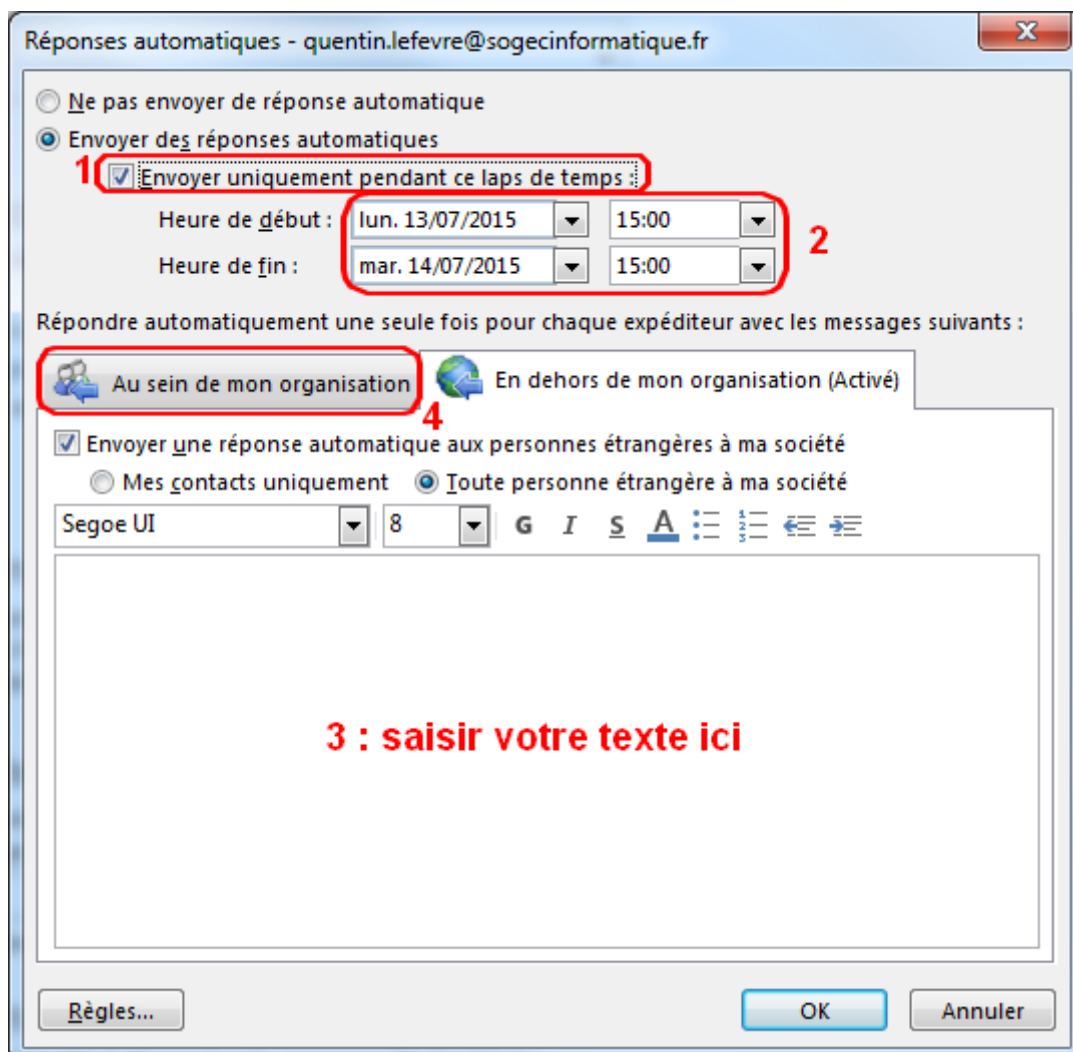 Réponses automatiques - quentin.lefevre@sogecinformatique.fr
Ne pas envoyer de réponse automatique
Envoyer des réponses automatiques
1 Envoyer uniquement pendant ce laps de temps :
Heure de début : lun. 13/07/2015 15:00
2
Heure de fin : mar. 14/07/2015 15:00
Répondre automatiquement une seule fois pour chaque expéditeur avec les messages suivants :
Au sein de mon organisation En dehors de mon organisation (Activé)
4
Envoyer une réponse automatique aux personnes étrangères à ma société
Mes contacts uniquement Toute personne étrangère à ma société
Segoe UI 8 G I S A
3 : saisir votre texte ici
Règles... OK Annuler